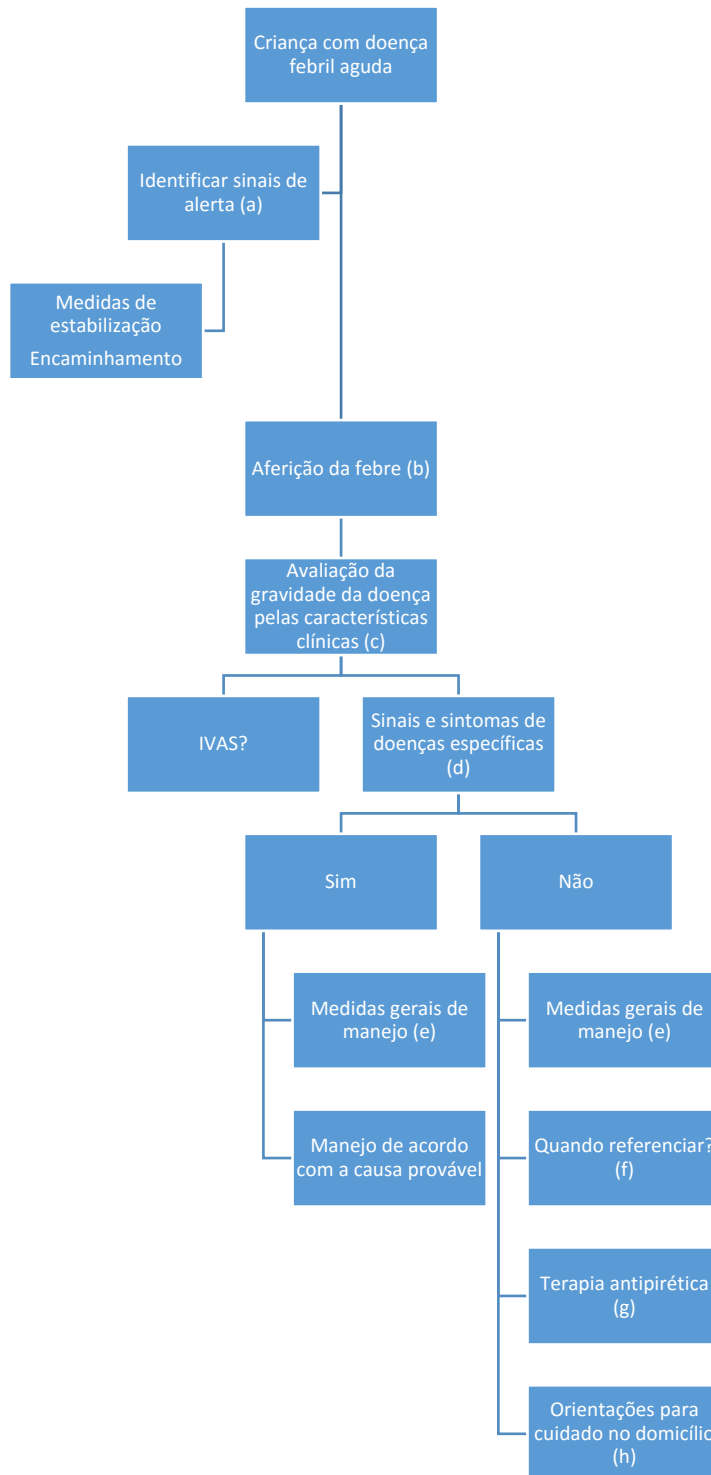 Criança com doença
febril aguda
Identificar sinais de
alerta (a)
Medidas de
estabilização
Encaminhamento
Aferição da febre (b)
Avaliação da
gravidade da doença
pelas características
clínicas (c)
IVAS?
Sinais e sintomas de
doenças específicas
(d)
Sim
Não
Medidas gerais de
manejo (e)
Manejo de acordo
com a causa provável
Medidas gerais de
manejo (e)
Quando referenciar?
(f)
Terapia antipirética
(g)
Orientações para
cuidado no domicílio
(h)